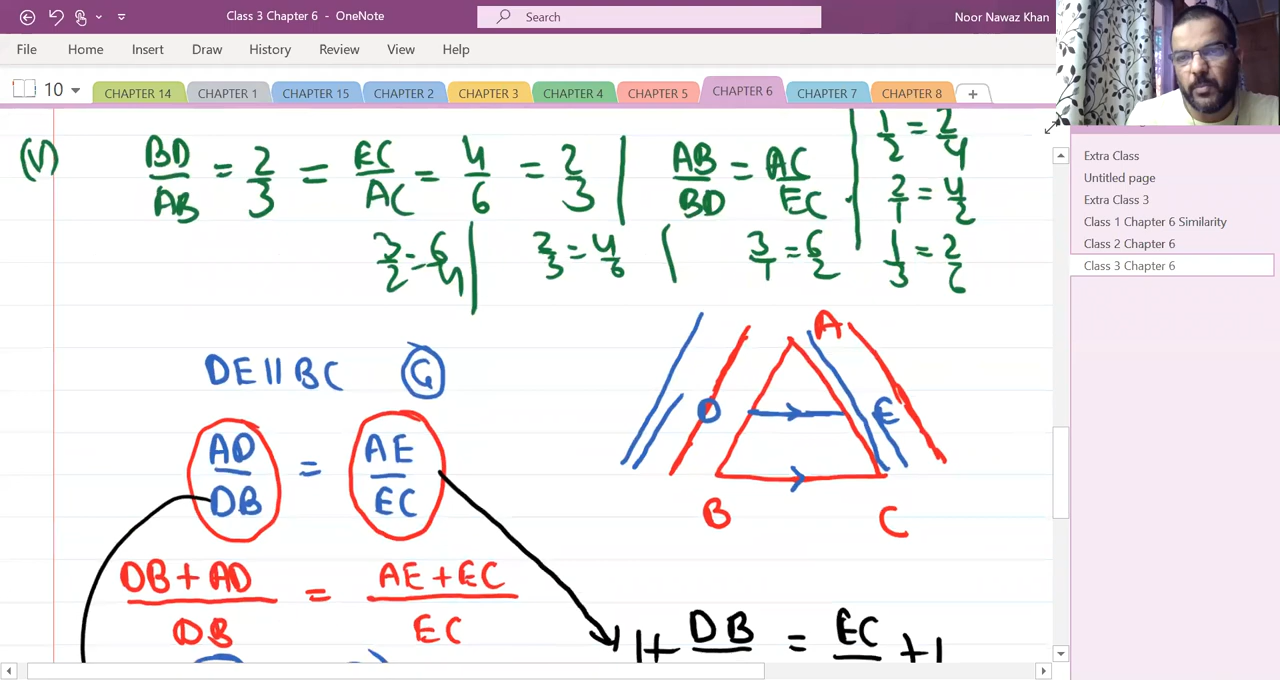 Class 3 Chapter 6 - OneNote
Search
Noor Nawaz Khan
File Home Insert Draw History Review View Help
10 CHAPTER 14 CHAPTER 1 CHAPTER 15 CHAPTER 2 CHAPTER 3 CHAPTER 4 CHAPTER 5 CHAPTER 6 CHAPTER 7 CHAPTER 8 +
Extra Class
Untitled page
Extra Class 3
Class 1 Chapter 6 Similarity
Class 2 Chapter 6
Class 3 Chapter 6
(V) BD/AB = 2/3 = EC/AC = 4/6 = 2/3 | AB/BD = AC/EC
1/2 = 2/4
2/1 = 4/2
3/2 = 6/4 | 2/3 = 4/6 | 3/1 = 6/2
1/3 = 2/6
DE || BC G
A
D E
B C
AD/DB = AE/EC
DB + AD/DB = AE + EC/EC
1 + DB = EC + 1